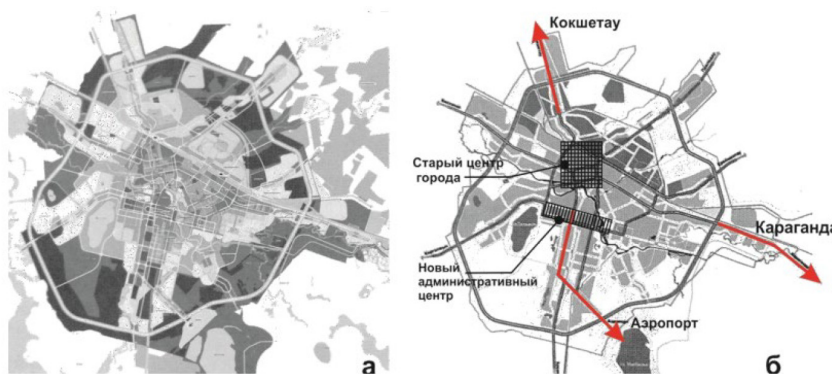 Кокшетау
Старый центр
города
Караганда
Новый
административный
центр
Аэропорт
а
б